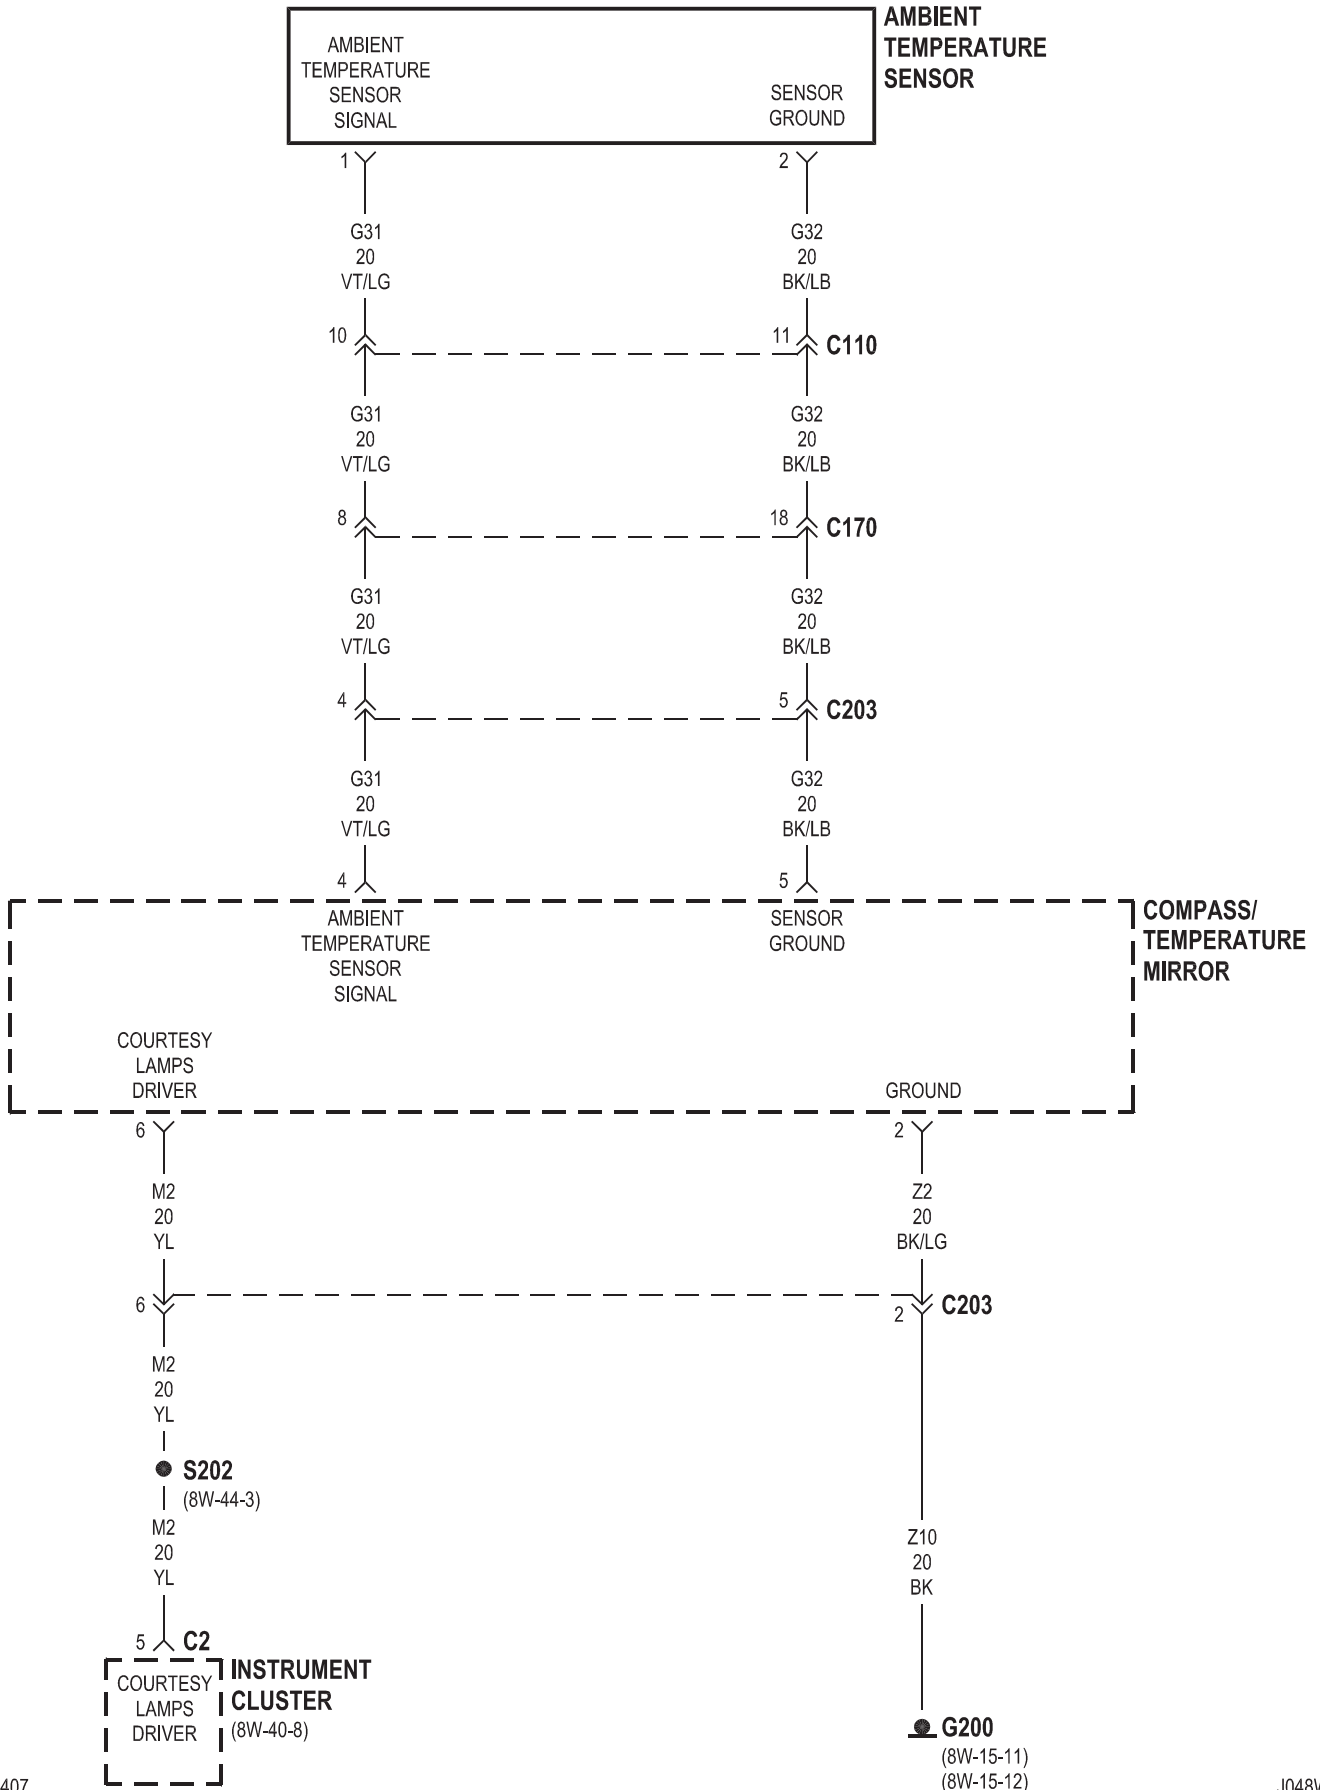 AMBIENT
TEMPERATURE
SENSOR
AMBIENT
TEMPERATURE
SENSOR
SIGNAL
SENSOR
GROUND
1
2
G31
20
VT/LG
G32
20
BK/LB
10
11
C110
G31
20
VT/LG
G32
20
BK/LB
8
18
C170
G31
20
VT/LG
G32
20
BK/LB
4
5
C203
G31
20
VT/LG
G32
20
BK/LB
4
5
AMBIENT
TEMPERATURE
SENSOR
SIGNAL
SENSOR
GROUND
COMPASS/
TEMPERATURE
MIRROR
COURTESY
LAMPS
DRIVER
GROUND
6
2
M2
20
YL
Z2
20
BK/LG
6
2
C203
M2
20
YL
S202
(8W-44-3)
M2
20
YL
Z10
20
BK
5
C2
COURTESY
LAMPS
DRIVER
INSTRUMENT
CLUSTER
(8W-40-8)
G200
(8W-15-11)
(8W-15-12)
407